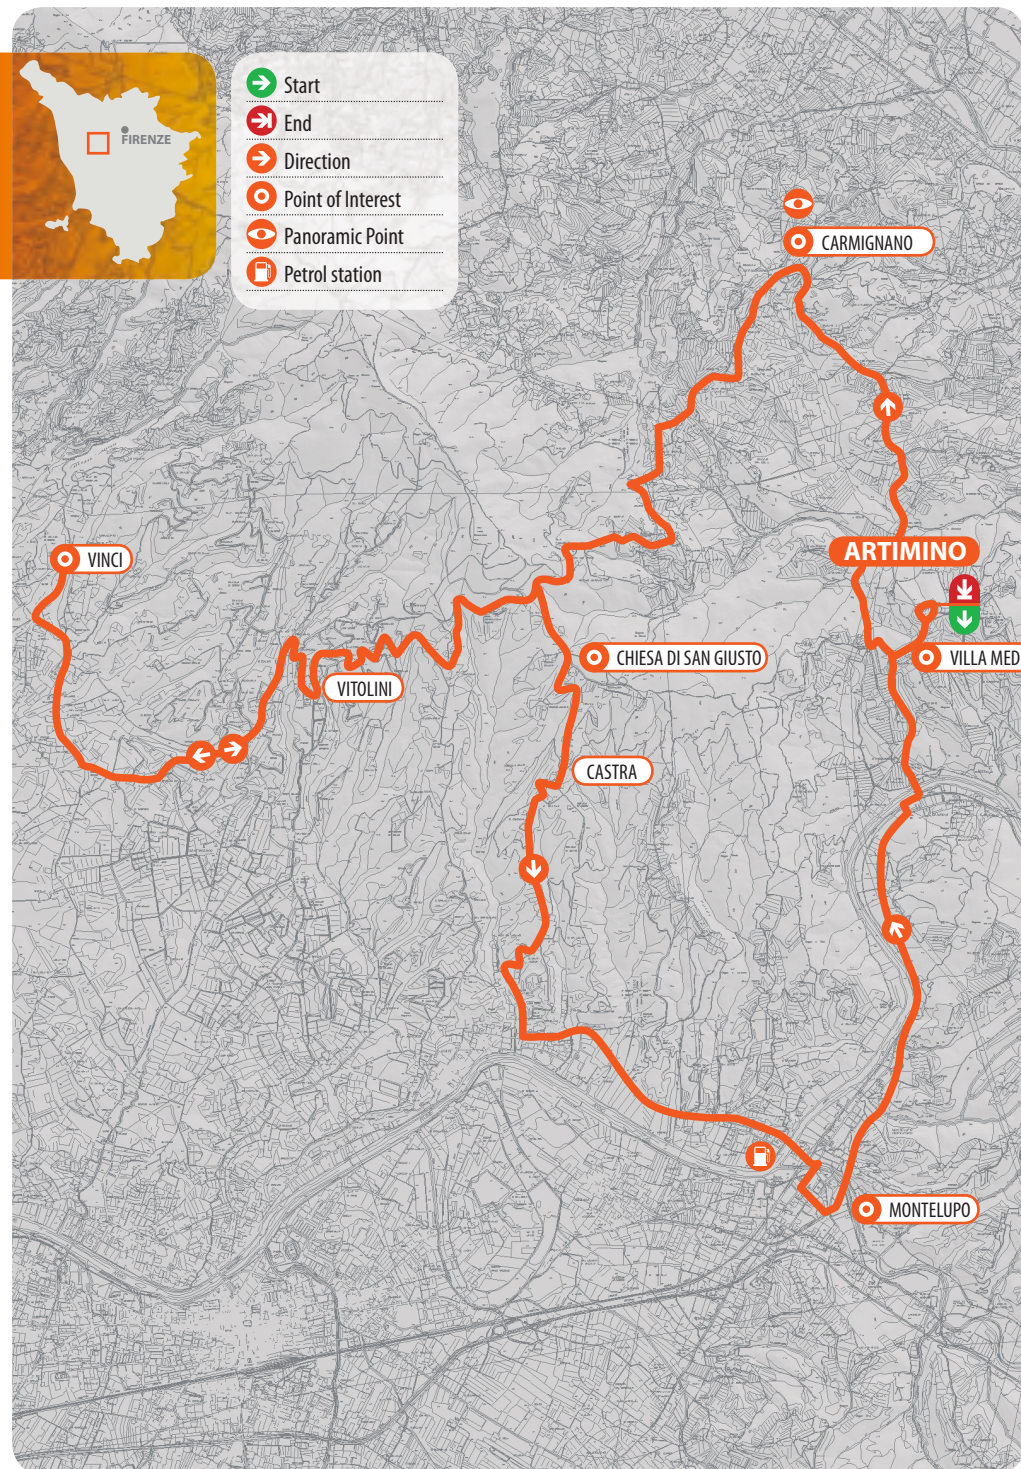 FIRENZE
Start
End
Direction
Point of Interest
Panoramic Point
Petrol station
CARMIGNANO
ARTIMINO
VINCI
CHIESA DI SAN GIUSTO
VILLA MED
VITOLINI
CASTRA
MONTELUPO